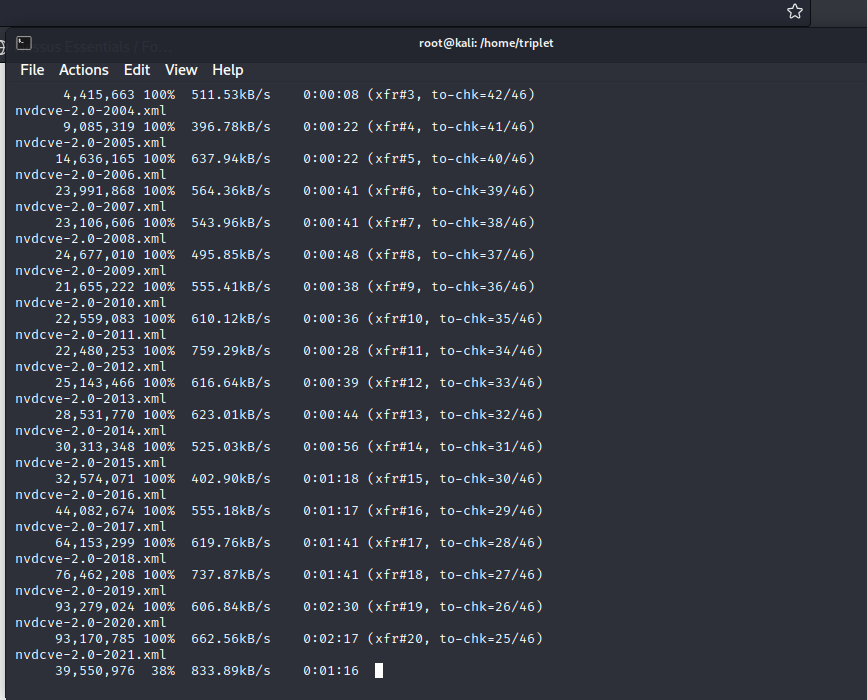 ssus Essentials / Fo...
root@kali: /home/triplet
File Actions Edit View Help
4,415,663 100% 511.53kB/s 0:00:08 (xfr#3, to-chk=42/46)
nvdcve-2.0-2004.xml
9,085,319 100% 396.78kB/s 0:00:22 (xfr#4, to-chk=41/46)
nvdcve-2.0-2005.xml
14,636,165 100% 637.94kB/s 0:00:22 (xfr#5, to-chk=40/46)
nvdcve-2.0-2006.xml
23,991,868 100% 564.36kB/s 0:00:41 (xfr#6, to-chk=39/46)
nvdcve-2.0-2007.xml
23,106,606 100% 543.96kB/s 0:00:41 (xfr#7, to-chk=38/46)
nvdcve-2.0-2008.xml
24,677,010 100% 495.85kB/s 0:00:48 (xfr#8, to-chk=37/46)
nvdcve-2.0-2009.xml
21,655,222 100% 555.41kB/s 0:00:38 (xfr#9, to-chk=36/46)
nvdcve-2.0-2010.xml
22,559,083 100% 610.12kB/s 0:00:36 (xfr#10, to-chk=35/46)
nvdcve-2.0-2011.xml
22,480,253 100% 759.29kB/s 0:00:28 (xfr#11, to-chk=34/46)
nvdcve-2.0-2012.xml
25,143,466 100% 616.64kB/s 0:00:39 (xfr#12, to-chk=33/46)
nvdcve-2.0-2013.xml
28,531,770 100% 623.01kB/s 0:00:44 (xfr#13, to-chk=32/46)
nvdcve-2.0-2014.xml
30,313,348 100% 525.03kB/s 0:00:56 (xfr#14, to-chk=31/46)
nvdcve-2.0-2015.xml
32,574,071 100% 402.90kB/s 0:01:18 (xfr#15, to-chk=30/46)
nvdcve-2.0-2016.xml
44,082,674 100% 555.18kB/s 0:01:17 (xfr#16, to-chk=29/46)
nvdcve-2.0-2017.xml
64,153,299 100% 619.76kB/s 0:01:41 (xfr#17, to-chk=28/46)
nvdcve-2.0-2018.xml
76,462,208 100% 737.87kB/s 0:01:41 (xfr#18, to-chk=27/46)
nvdcve-2.0-2019.xml
93,279,024 100% 606.84kB/s 0:02:30 (xfr#19, to-chk=26/46)
nvdcve-2.0-2020.xml
93,170,785 100% 662.56kB/s 0:02:17 (xfr#20, to-chk=25/46)
nvdcve-2.0-2021.xml
39,550,976 38% 833.89kB/s 0:01:16